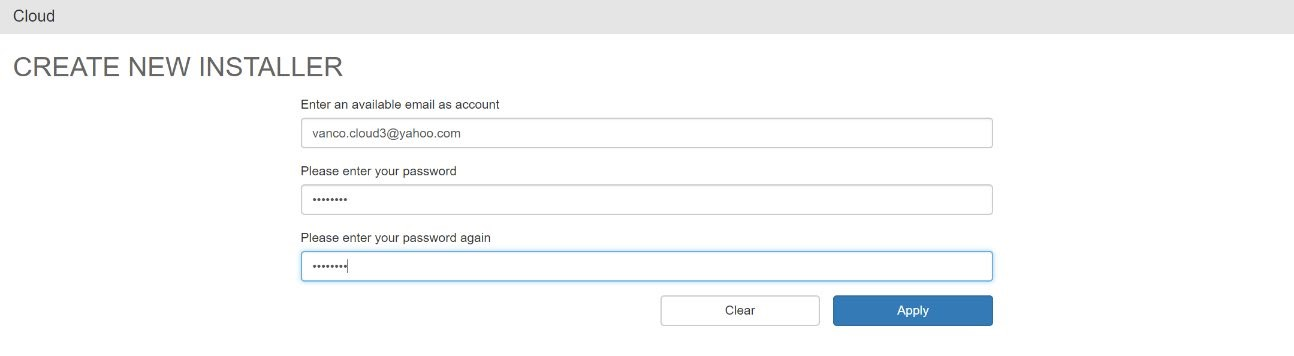 Cloud
CREATE NEW INSTALLER
Enter an available email as account
vanco.cloud3@yahoo.com
Please enter your password
••••••••
Please enter your password again
••••••••
Clear Apply